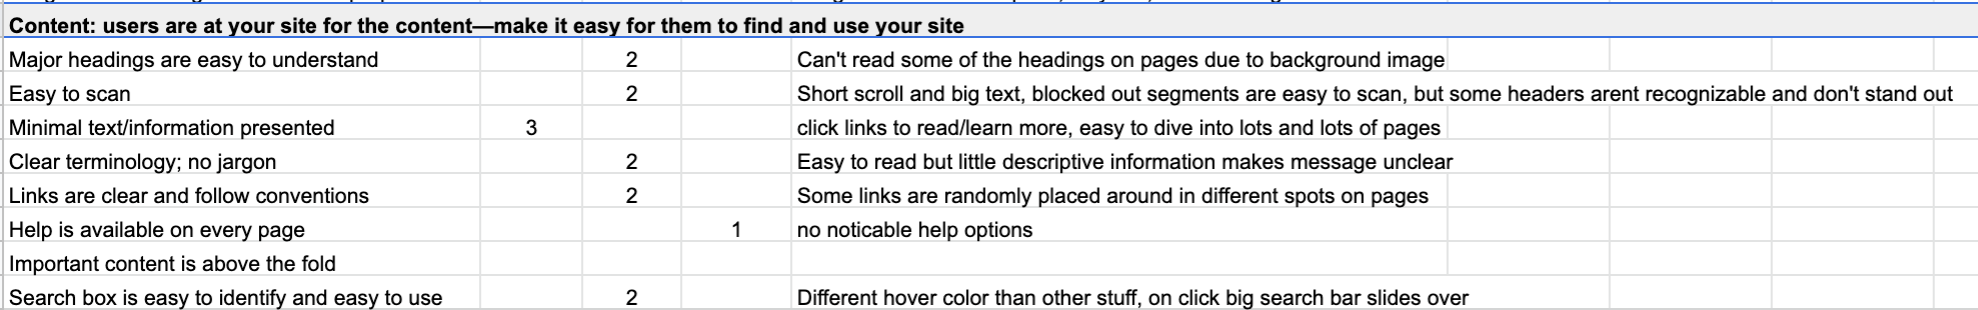 Content: users are at your site for the content—make it easy for them to find and use your site
Major headings are easy to understand 2 Can't read some of the headings on pages due to background image
Easy to scan 2 Short scroll and big text, blocked out segments are easy to scan, but some headers arent recognizable and don't stand out
Minimal text/information presented 3 click links to read/learn more, easy to dive into lots and lots of pages
Clear terminology; no jargon 2 Easy to read but little descriptive information makes message unclear
Links are clear and follow conventions 2 Some links are randomly placed around in different spots on pages
Help is available on every page 1 no noticable help options
Important content is above the fold
Search box is easy to identify and easy to use 2 Different hover color than other stuff, on click big search bar slides over